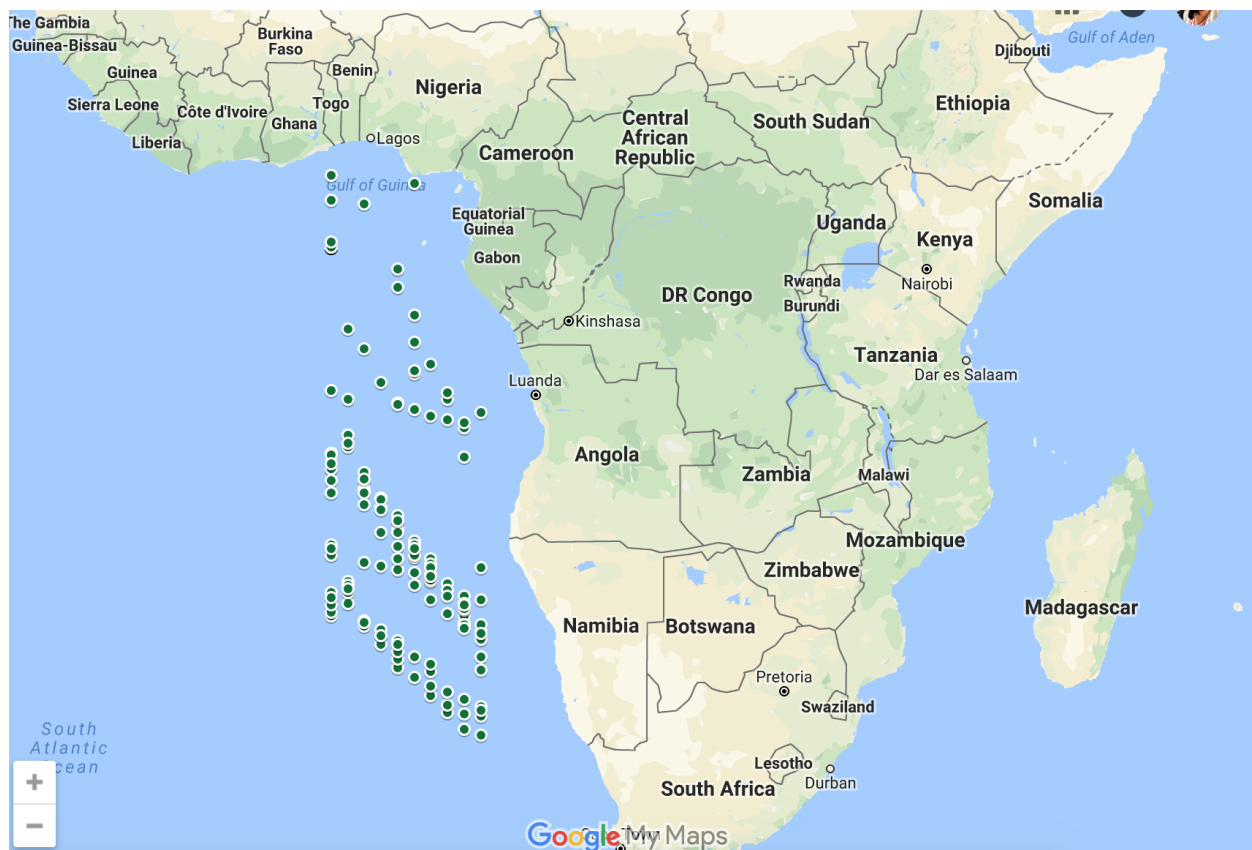 The Gambia
Guinea-Bissau
Guinea
Sierra Leone
Liberia
Côte d'Ivoire
Burkina
Faso
Ghana
Togo
Benin
Nigeria
Lagos
Gulf of Guinea
Cameroon
Central
African
Republic
South Sudan
Ethiopia
Djibouti
Gulf of Aden
Somalia
Equatorial
Guinea
Gabon
Uganda
Kenya
Nairobi
Rwanda
Burundi
DR Congo
Kinshasa
Tanzania
Dar es Salaam
Luanda
Angola
Zambia
Malawi
Mozambique
Zimbabwe
Madagascar
Namibia
Botswana
Pretoria
Swaziland
Lesotho
Durban
South Africa
South
Atlantic
Ocean
+
−
Google My Maps